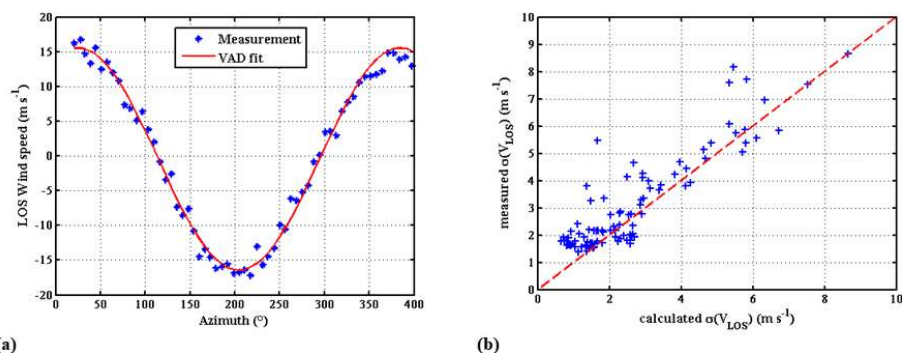 20
15
10
5
0
-5
-10
-15
-20
LOS Wind speed (m s⁻¹)
Measurement
VAD fit
0 50 100 150 200 250 300 350 400
Azimuth (°)
(a)
10
9
8
7
6
5
4
3
2
1
0
measured σ(V_LOS) (m s⁻¹)
0 2 4 6 8 10
calculated σ(V_LOS) (m s⁻¹)
(b)